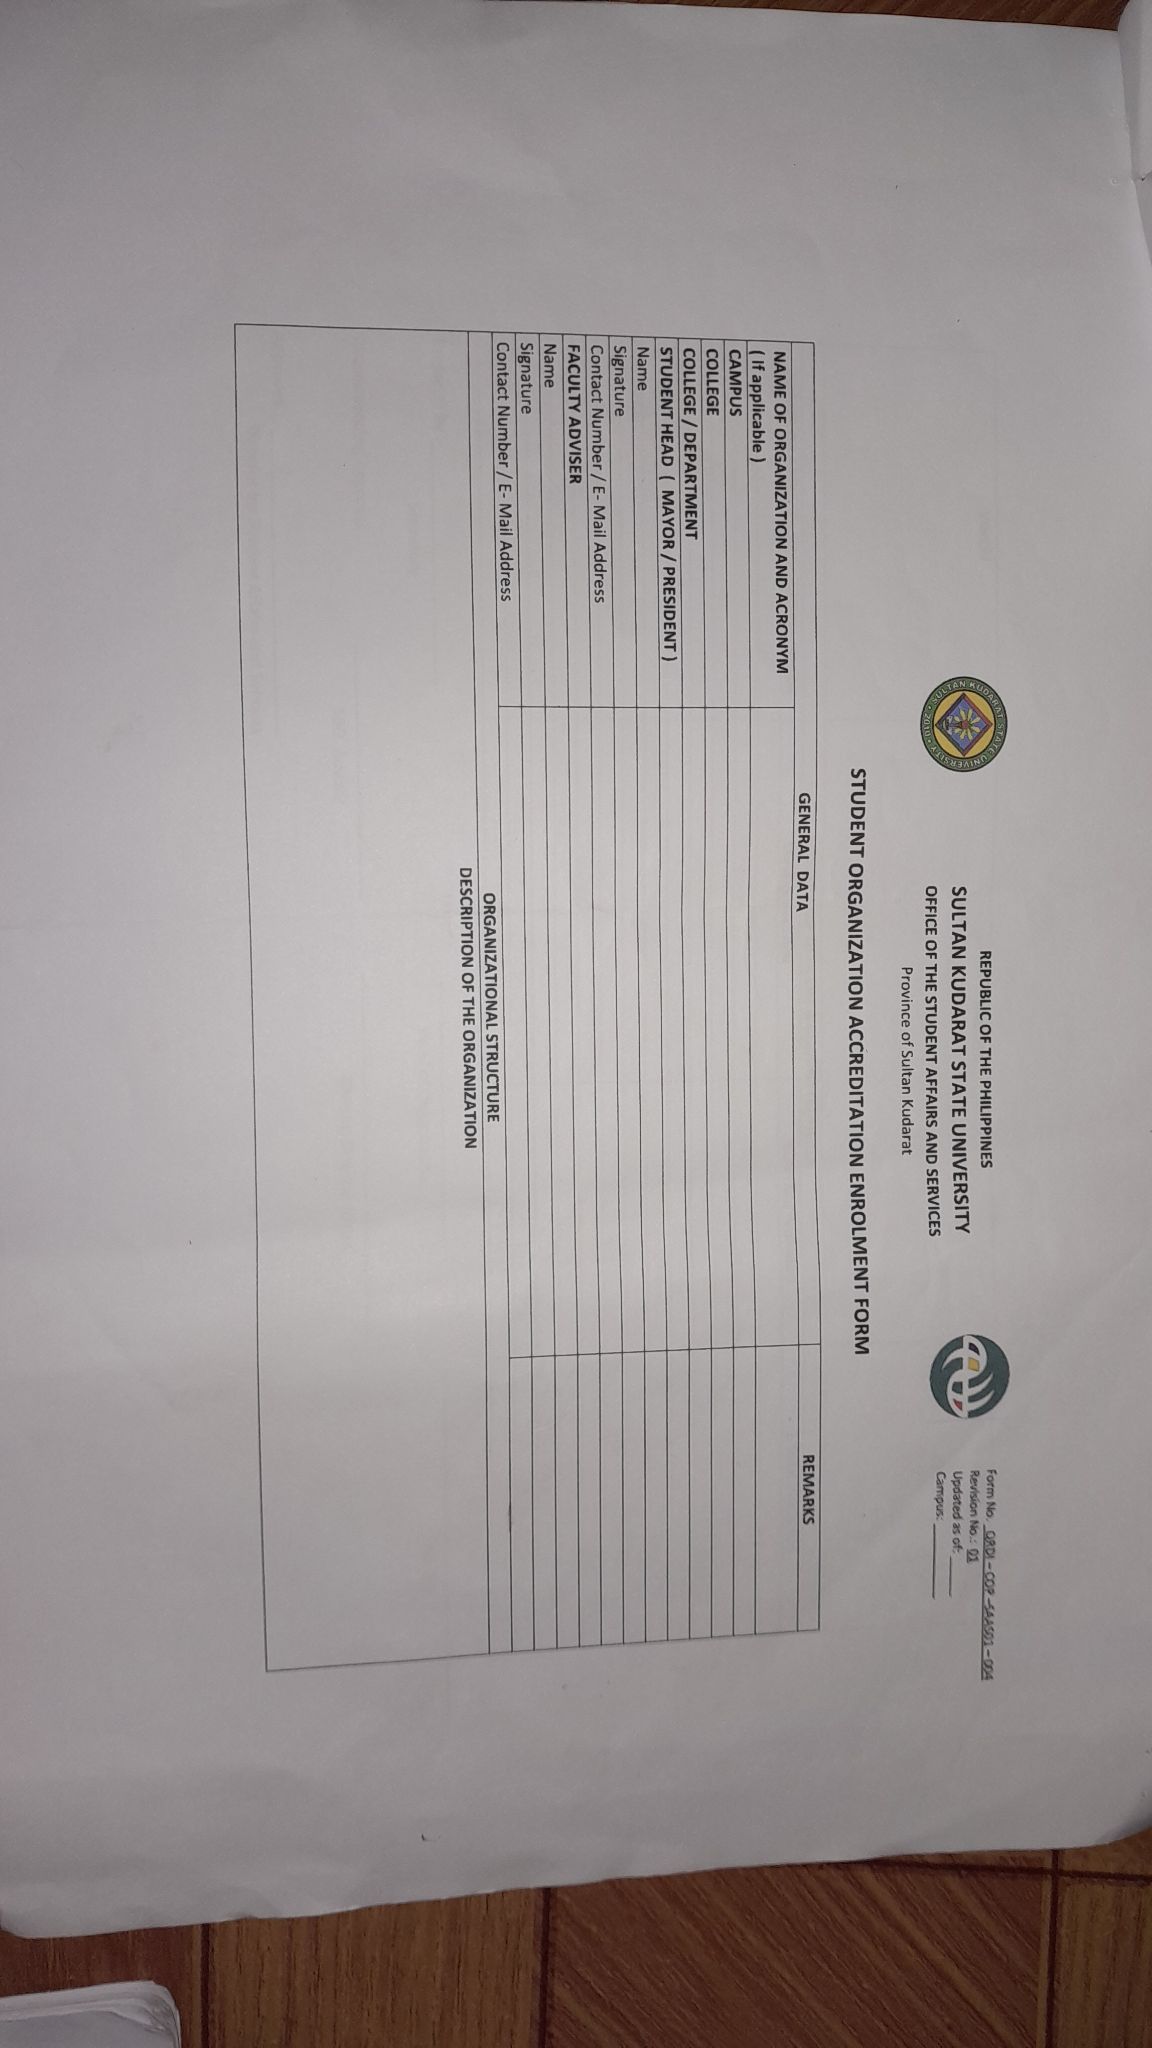 REPUBLIC OF THE PHILIPPINES
SULTAN KUDARAT STATE UNIVERSITY
OFFICE OF THE STUDENT AFFAIRS AND SERVICES
Province of Sultan Kudarat
SULTAN KUDARAT STATE UNIVERSITY
2010
Form No. QRDI-COP-SAAS01-004
Revision No.: 01
Updated as of: ______
Campus: __________
STUDENT ORGANIZATION ACCREDITATION ENROLMENT FORM
GENERAL DATA REMARKS
NAME OF ORGANIZATION AND ACRONYM
( If applicable )
CAMPUS
COLLEGE
COLLEGE / DEPARTMENT
STUDENT HEAD ( MAYOR / PRESIDENT )
Name
Signature
Contact Number / E- Mail Address
FACULTY ADVISER
Name
Signature
Contact Number / E- Mail Address
ORGANIZATIONAL STRUCTURE
DESCRIPTION OF THE ORGANIZATION